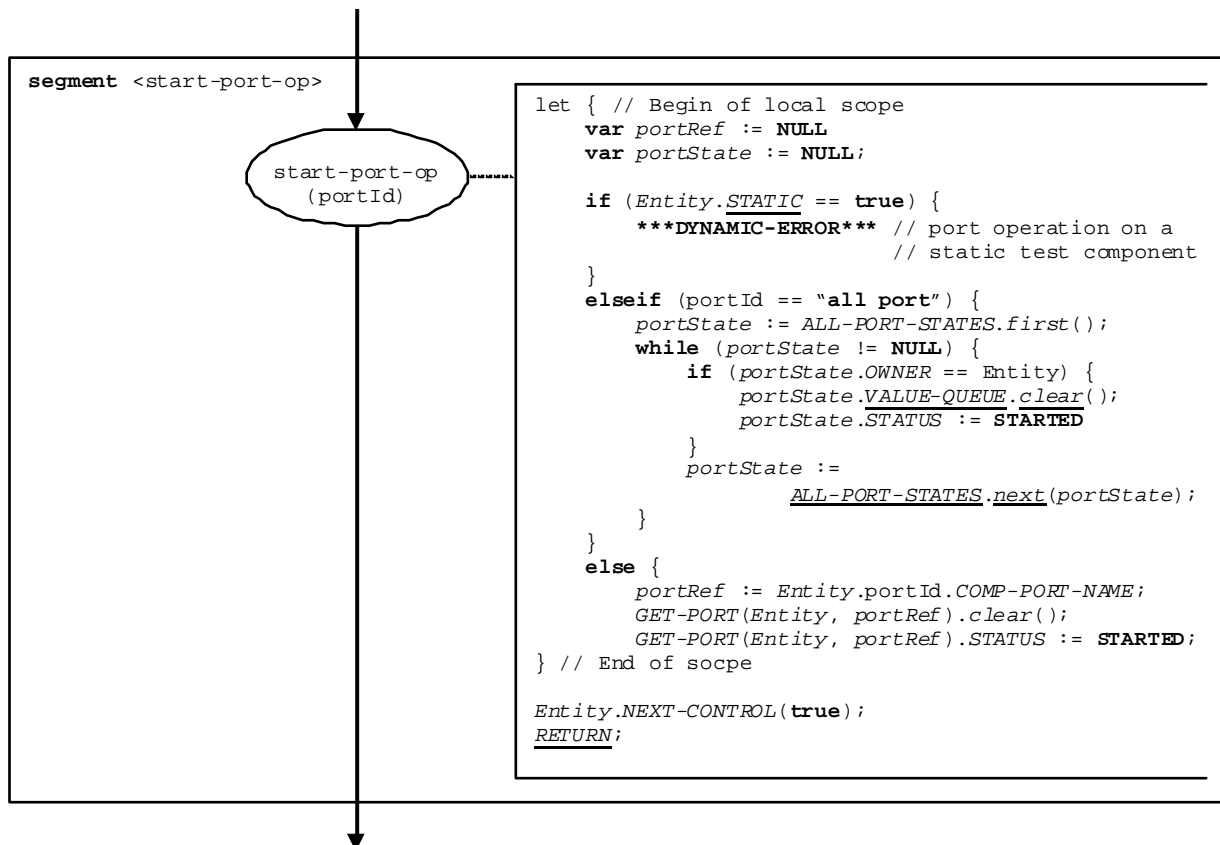 segment <start-port-op>
start-port-op
(portId)
let { // Begin of local scope
var portRef := NULL
var portState := NULL;
if (Entity.STATIC == true) {
***DYNAMIC-ERROR*** // port operation on a
// static test component
}
elseif (portId == “all port”) {
portState := ALL-PORT-STATES.first();
while (portState != NULL) {
if (portState.OWNER == Entity) {
portState.VALUE-QUEUE.clear();
portState.STATUS := STARTED
}
portState :=
ALL-PORT-STATES.next(portState);
}
}
else {
portRef := Entity.portId.COMP-PORT-NAME;
GET-PORT(Entity, portRef).clear();
GET-PORT(Entity, portRef).STATUS := STARTED;
} // End of socpe
Entity.NEXT-CONTROL(true);
RETURN;